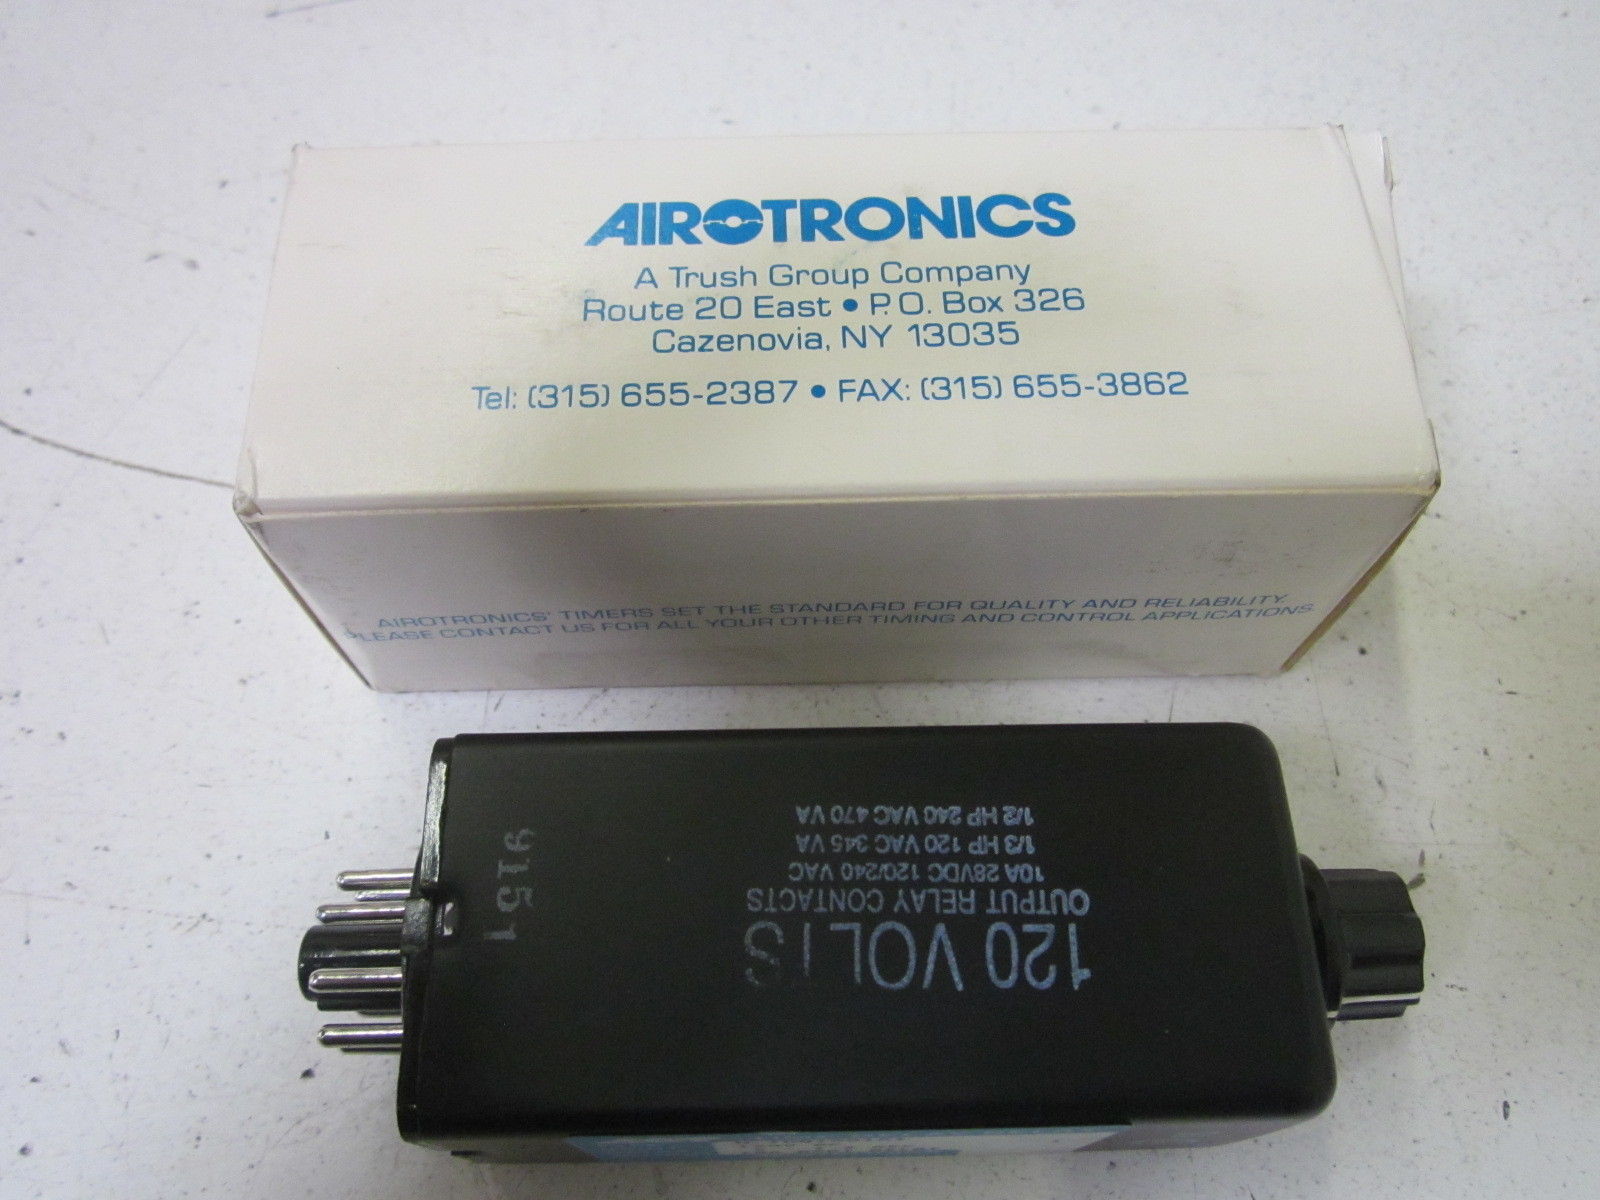 AIROTRONICS
A Trush Group Company
Route 20 East • P.O. Box 326
Cazenovia, NY 13035
Tel: (315) 655-2387 • FAX: (315) 655-3862
AIROTRONICS' TIMERS SET THE STANDARD FOR QUALITY AND RELIABILITY.
PLEASE CONTACT US FOR ALL YOUR OTHER TIMING AND CONTROL APPLICATIONS.
120 VOLTS
OUTPUT RELAY CONTACTS
10A 28VDC 120/240 VAC
1/3 HP 120 VAC 345 VA
1/2 HP 240 VAC 470 VA
9151